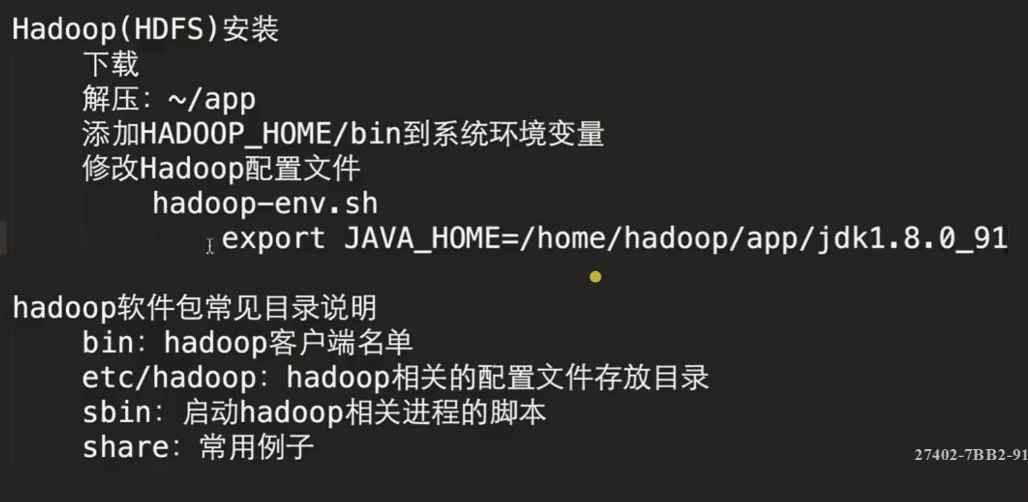 Hadoop(HDFS)安装
下载
解压：~/app
添加HADOOP_HOME/bin到系统环境变量
修改Hadoop配置文件
hadoop-env.sh
export JAVA_HOME=/home/hadoop/app/jdk1.8.0_91
hadoop软件包常见目录说明
bin：hadoop客户端名单
etc/hadoop：hadoop相关的配置文件存放目录
sbin：启动hadoop相关进程的脚本
share：常用例子
27402-7BB2-91